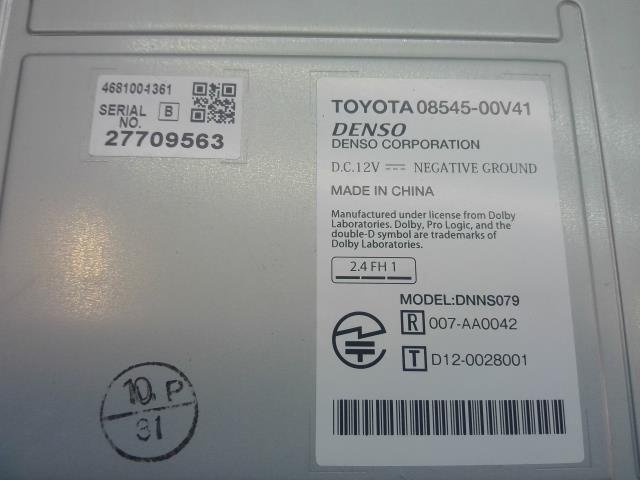 4681004361
SERIAL B
NO.
27709563
TOYOTA 08545-00V41
DENSO
DENSO CORPORATION
D.C.12V NEGATIVE GROUND
MADE IN CHINA
Manufactured under license from Dolby
Laboratories. Dolby, Pro Logic, and the
double-D symbol are trademarks of
Dolby Laboratories.
2.4 FH 1
MODEL:DNNS079
R 007-AA0042
T D12-0028001
10.P
31